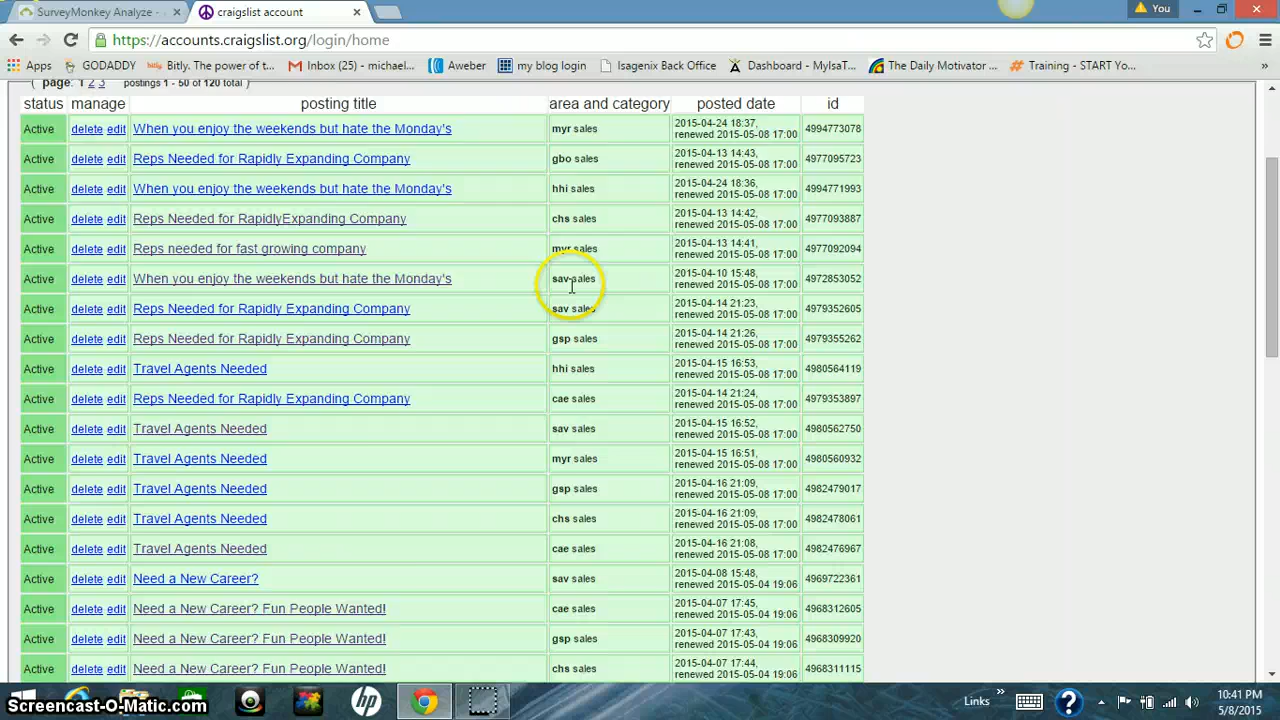 SurveyMonkey Analyze -
craigslist account
You
https://accounts.craigslist.org/login/home
Apps GODADDY Bitly. The power of t... Inbox (25) - michael... Aweber my blog login Isagenix Back Office Dashboard - MyIsaT... The Daily Motivator ... Training - START Yo... »
(page: 1 2 3 postings 1 - 50 of 120 total )
status manage posting title area and category posted date id
Active delete edit When you enjoy the weekends but hate the Monday's myr sales 2015-04-24 18:37, renewed 2015-05-08 17:00 4994773078
Active delete edit Reps Needed for Rapidly Expanding Company gbo sales 2015-04-13 14:43, renewed 2015-05-08 17:00 4977095723
Active delete edit When you enjoy the weekends but hate the Monday's hhi sales 2015-04-24 18:36, renewed 2015-05-08 17:00 4994771993
Active delete edit Reps Needed for RapidlyExpanding Company chs sales 2015-04-13 14:42, renewed 2015-05-08 17:00 4977093887
Active delete edit Reps needed for fast growing company myr sales 2015-04-13 14:41, renewed 2015-05-08 17:00 4977092094
Active delete edit When you enjoy the weekends but hate the Monday's sav sales 2015-04-10 15:48, renewed 2015-05-08 17:00 4972853052
Active delete edit Reps Needed for Rapidly Expanding Company sav sales 2015-04-14 21:23, renewed 2015-05-08 17:00 4979352605
Active delete edit Reps Needed for Rapidly Expanding Company gsp sales 2015-04-14 21:26, renewed 2015-05-08 17:00 4979355262
Active delete edit Travel Agents Needed hhi sales 2015-04-15 16:53, renewed 2015-05-08 17:00 4980564119
Active delete edit Reps Needed for Rapidly Expanding Company cae sales 2015-04-14 21:24, renewed 2015-05-08 17:00 4979353897
Active delete edit Travel Agents Needed sav sales 2015-04-15 16:52, renewed 2015-05-08 17:00 4980562750
Active delete edit Travel Agents Needed myr sales 2015-04-15 16:51, renewed 2015-05-08 17:00 4980560932
Active delete edit Travel Agents Needed gsp sales 2015-04-16 21:09, renewed 2015-05-08 17:00 4982479017
Active delete edit Travel Agents Needed chs sales 2015-04-16 21:09, renewed 2015-05-08 17:00 4982478061
Active delete edit Travel Agents Needed cae sales 2015-04-16 21:08, renewed 2015-05-08 17:00 4982476967
Active delete edit Need a New Career? sav sales 2015-04-08 15:48, renewed 2015-05-04 19:06 4969722361
Active delete edit Need a New Career? Fun People Wanted! cae sales 2015-04-07 17:45, renewed 2015-05-04 19:06 4968312605
Active delete edit Need a New Career? Fun People Wanted! gsp sales 2015-04-07 17:43, renewed 2015-05-04 19:06 4968309920
Active delete edit Need a New Career? Fun People Wanted! chs sales 2015-04-07 17:44, renewed 2015-05-04 19:06 4968311115
Links » 10:41 PM
5/8/2015
Screencast-O-Matic.com